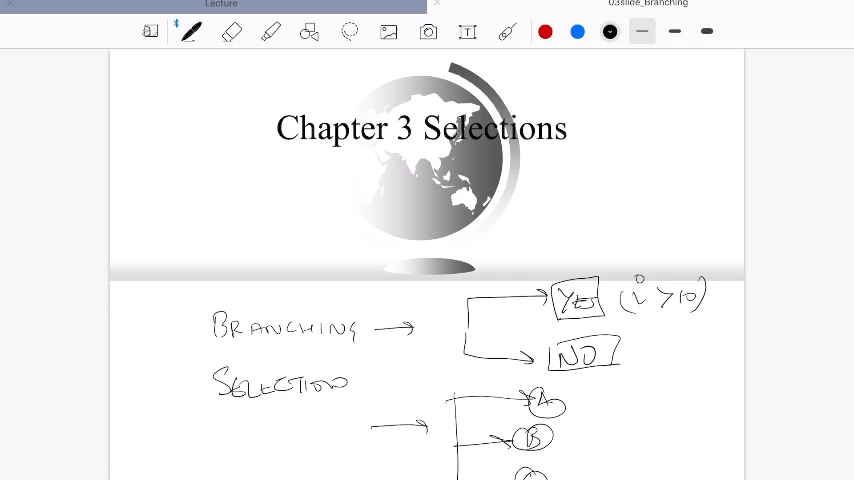 Lecture
03slide_Branching
T
Chapter 3 Selections
BRANCHING
YES (i > 10)
NO
SELECTION
A
B